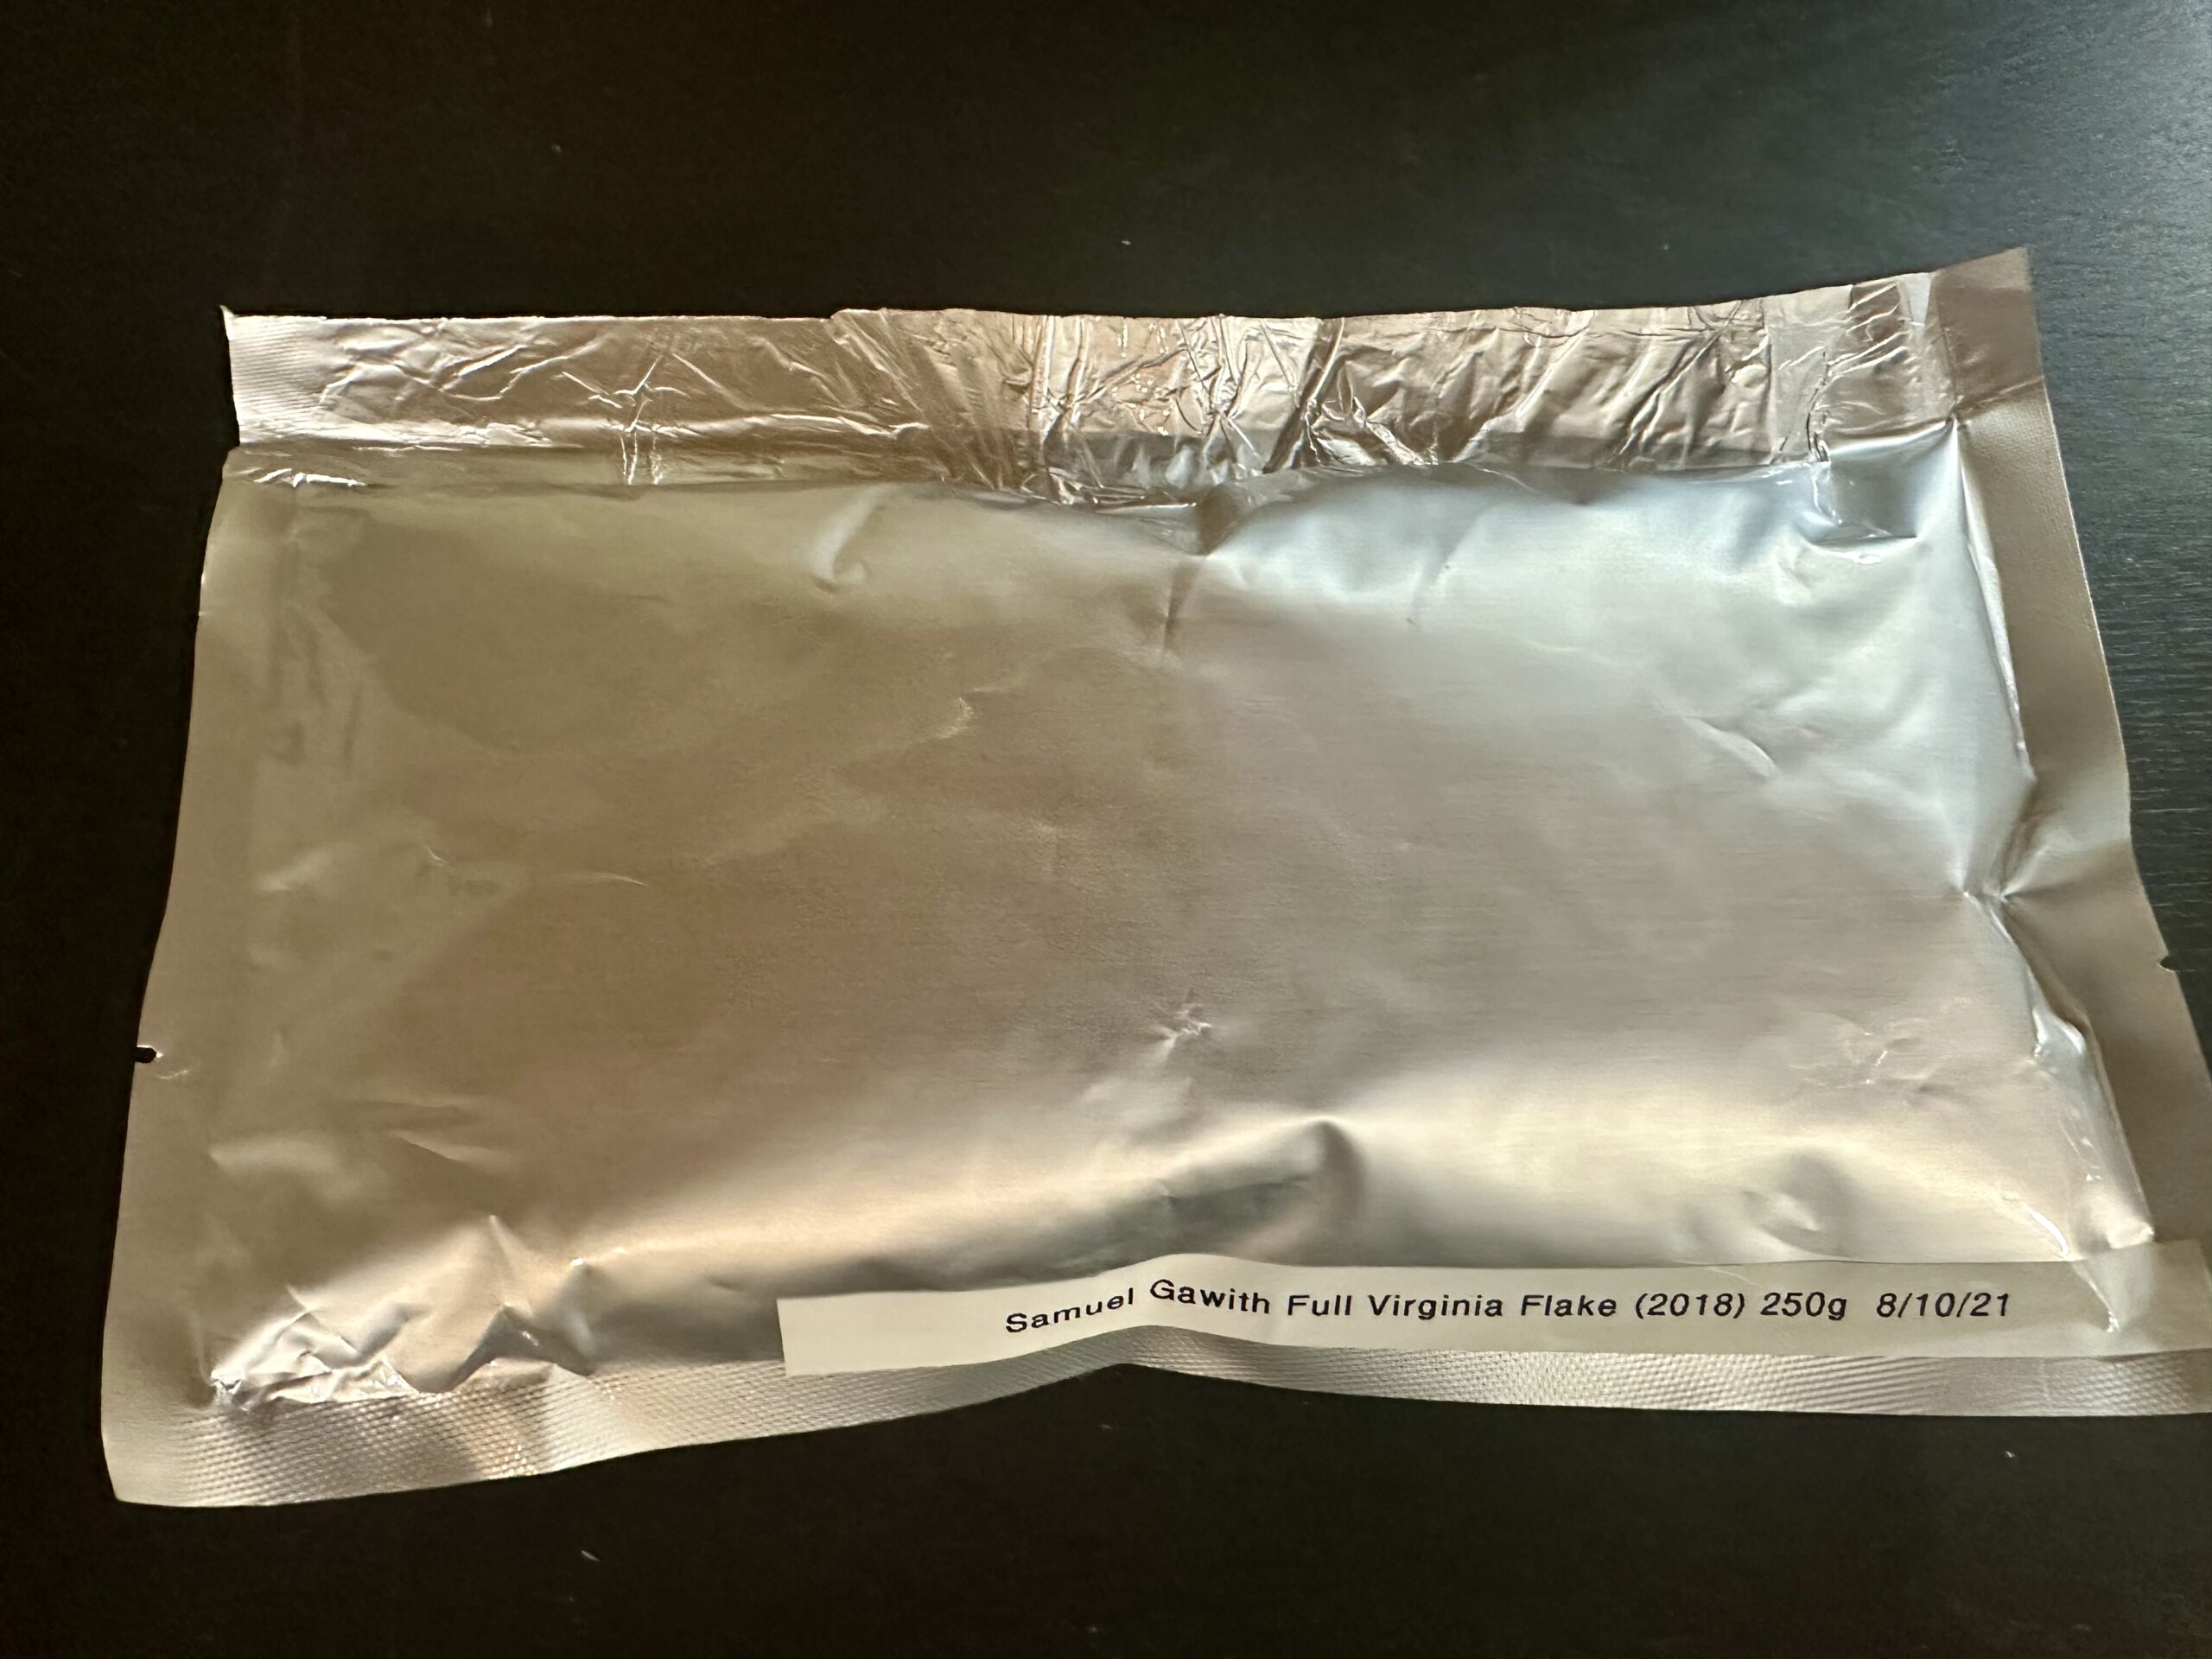 Samuel Gawith Full Virginia Flake (2018) 250g 8/10/21